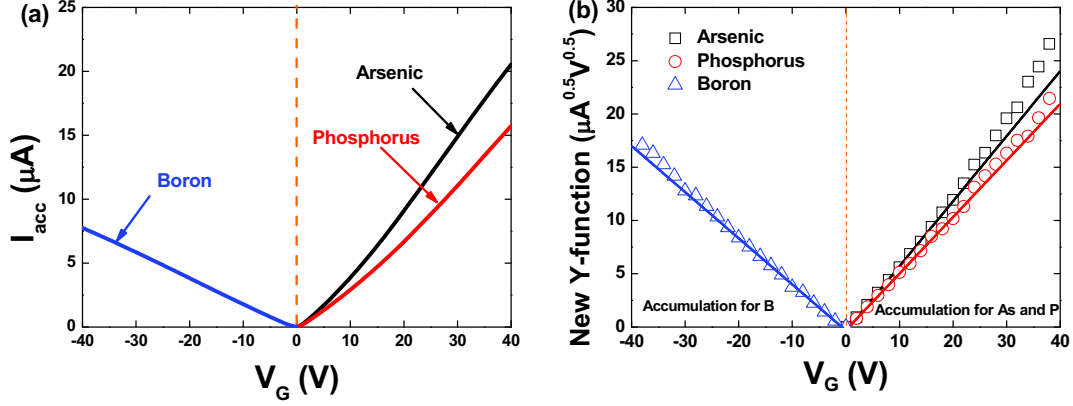 (a)
25
20
15
10
5
0
I_acc (µA)
Arsenic
Phosphorus
Boron
-40 -30 -20 -10 0 10 20 30 40
V_G (V)
(b)
30
25
20
15
10
5
0
New Y-function (µA^0.5V^0.5)
Arsenic
Phosphorus
Boron
Accumulation for B
Accumulation for As and P
-40 -30 -20 -10 0 10 20 30 40
V_G (V)